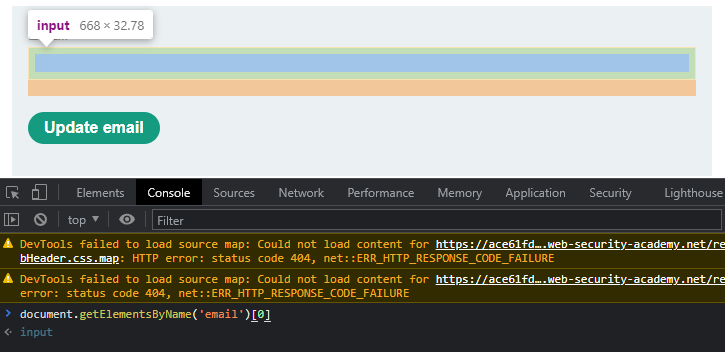 input 668 × 32.78
Update email
Elements Console Sources Network Performance Memory Application Security Lighthouse
top Filter
DevTools failed to load source map: Could not load content for https://ace61fd….web-security-academy.net/re
bHeader.css.map: HTTP error: status code 404, net::ERR_HTTP_RESPONSE_CODE_FAILURE
DevTools failed to load source map: Could not load content for https://ace61fd….web-security-academy.net/re
error: status code 404, net::ERR_HTTP_RESPONSE_CODE_FAILURE
document.getElementsByName('email')[0]
input